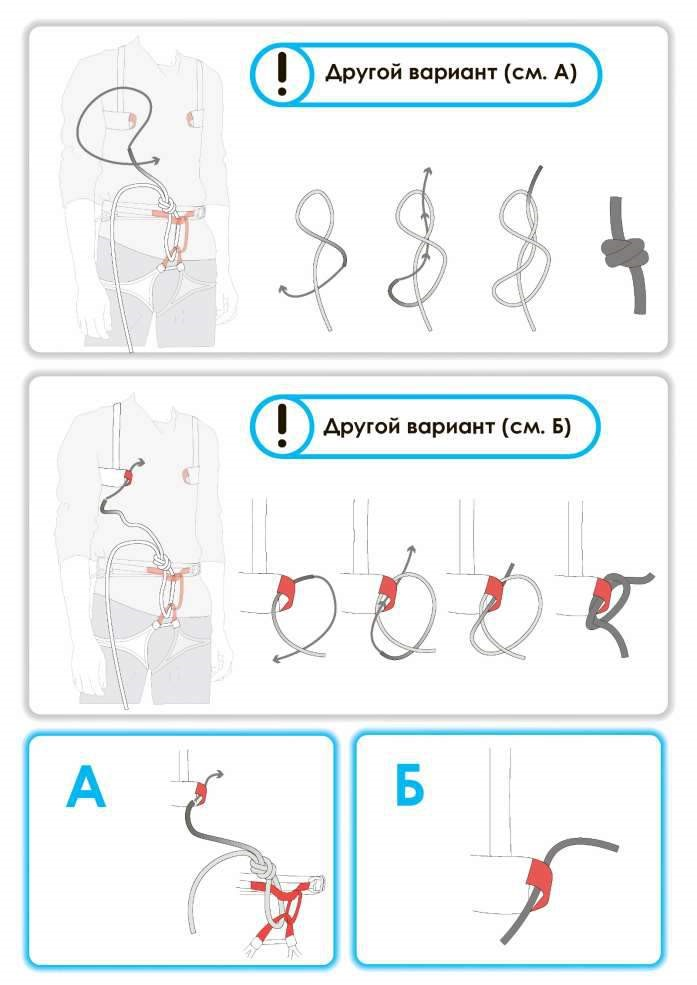 Другой вариант (см. А)
Другой вариант (см. Б)
А
Б